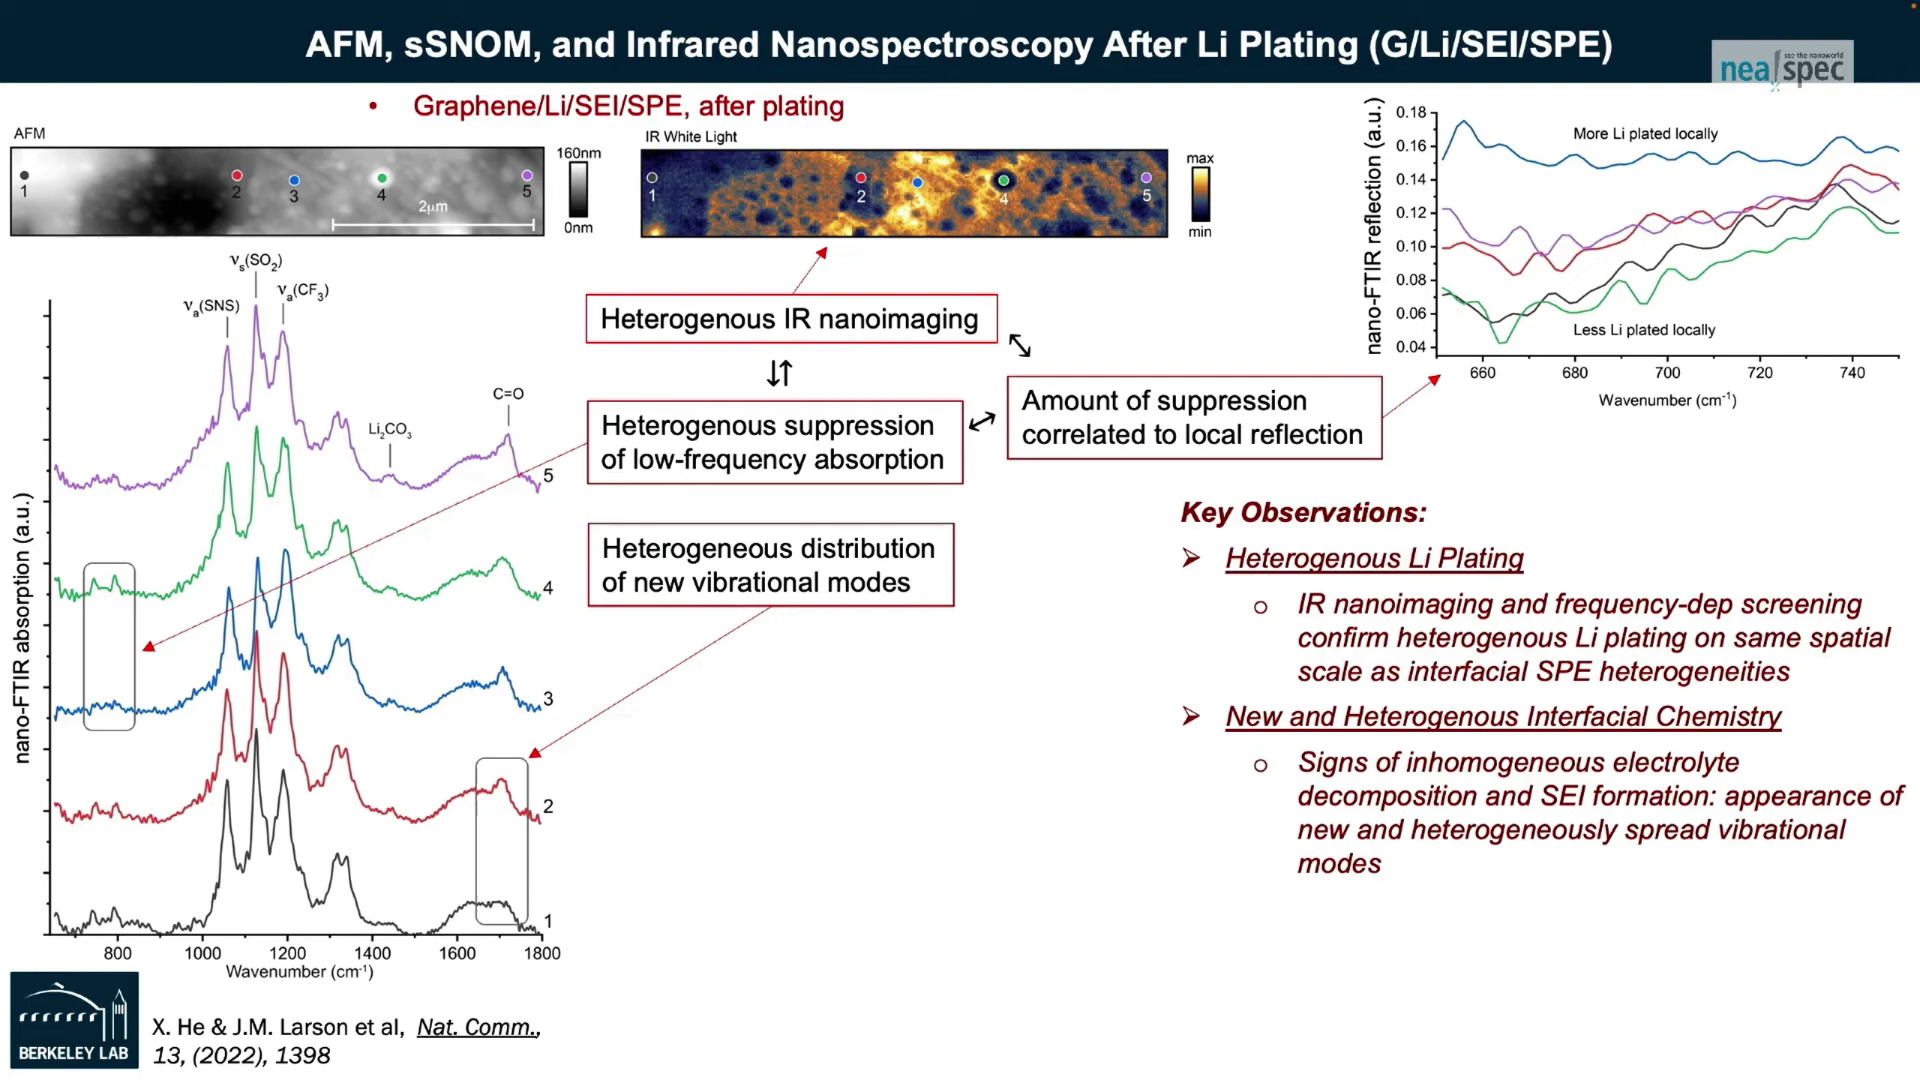 AFM, sSNOM, and Infrared Nanospectroscopy After Li Plating (G/Li/SEI/SPE)
see the nanoworld
neaspec
• Graphene/Li/SEI/SPE, after plating
AFM
1
2
3
4
5
2μm
160nm
0nm
IR White Light
1
2
3
4
5
max
min
nano-FTIR reflection (a.u.)
0.18
0.16
0.14
0.12
0.10
0.08
0.06
0.04
More Li plated locally
Less Li plated locally
660 680 700 720 740
Wavenumber (cm⁻¹)
νₛ(SO₂)
νₐ(SNS)
νₐ(CF₃)
Li₂CO₃
C=O
5
4
3
2
1
nano-FTIR absorption (a.u.)
800 1000 1200 1400 1600 1800
Wavenumber (cm⁻¹)
Heterogenous IR nanoimaging
Heterogenous suppression
of low-frequency absorption
Amount of suppression
correlated to local reflection
Heterogeneous distribution
of new vibrational modes
Key Observations:
➢ Heterogenous Li Plating
o IR nanoimaging and frequency-dep screening
confirm heterogenous Li plating on same spatial
scale as interfacial SPE heterogeneities
➢ New and Heterogenous Interfacial Chemistry
o Signs of inhomogeneous electrolyte
decomposition and SEI formation: appearance of
new and heterogeneously spread vibrational
modes
BERKELEY LAB
X. He & J.M. Larson et al, Nat. Comm.,
13, (2022), 1398